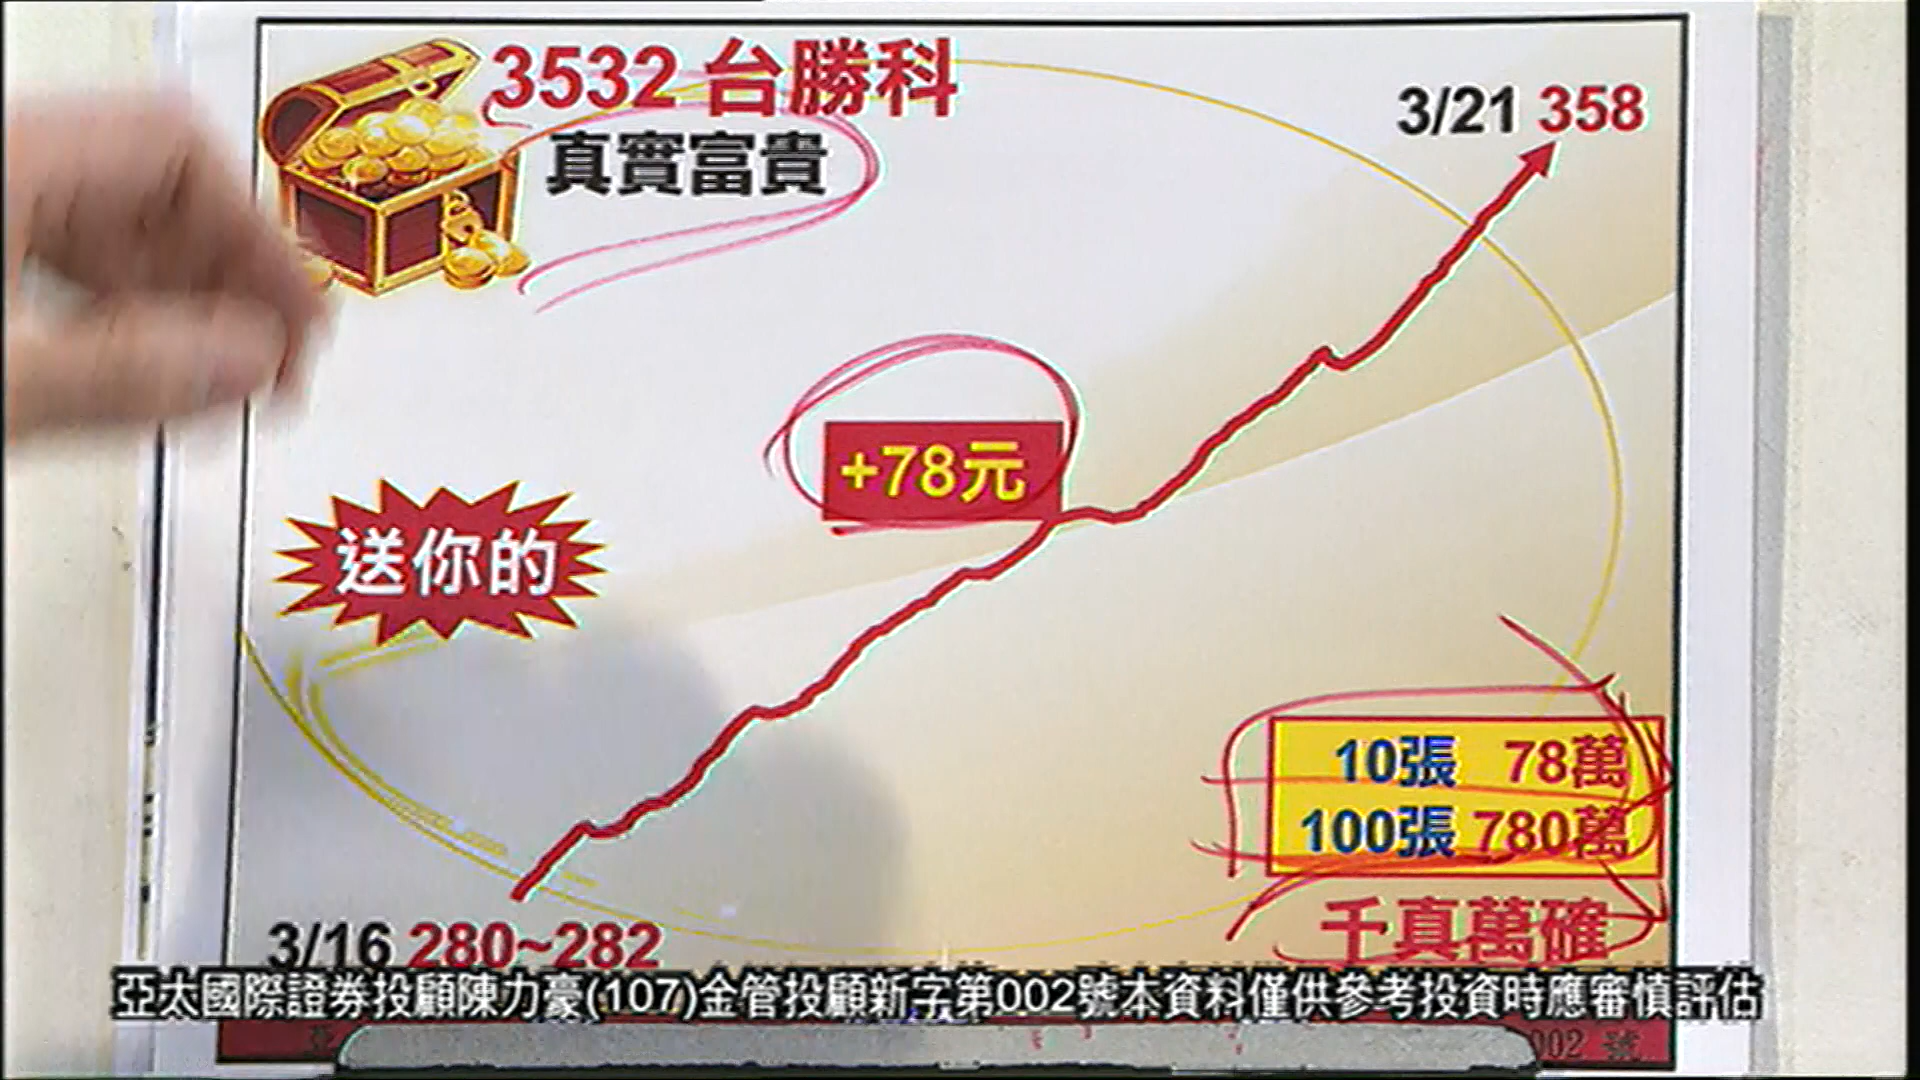 3532 台勝科
真實富貴
3/21 358
+78元
送你的
10張 78萬
100張 780萬
千真萬確
3/16 280~282
亞太國際證券投顧陳力豪(107)金管投顧新字第002號本資料僅供參考投資時應審慎評估
002 號